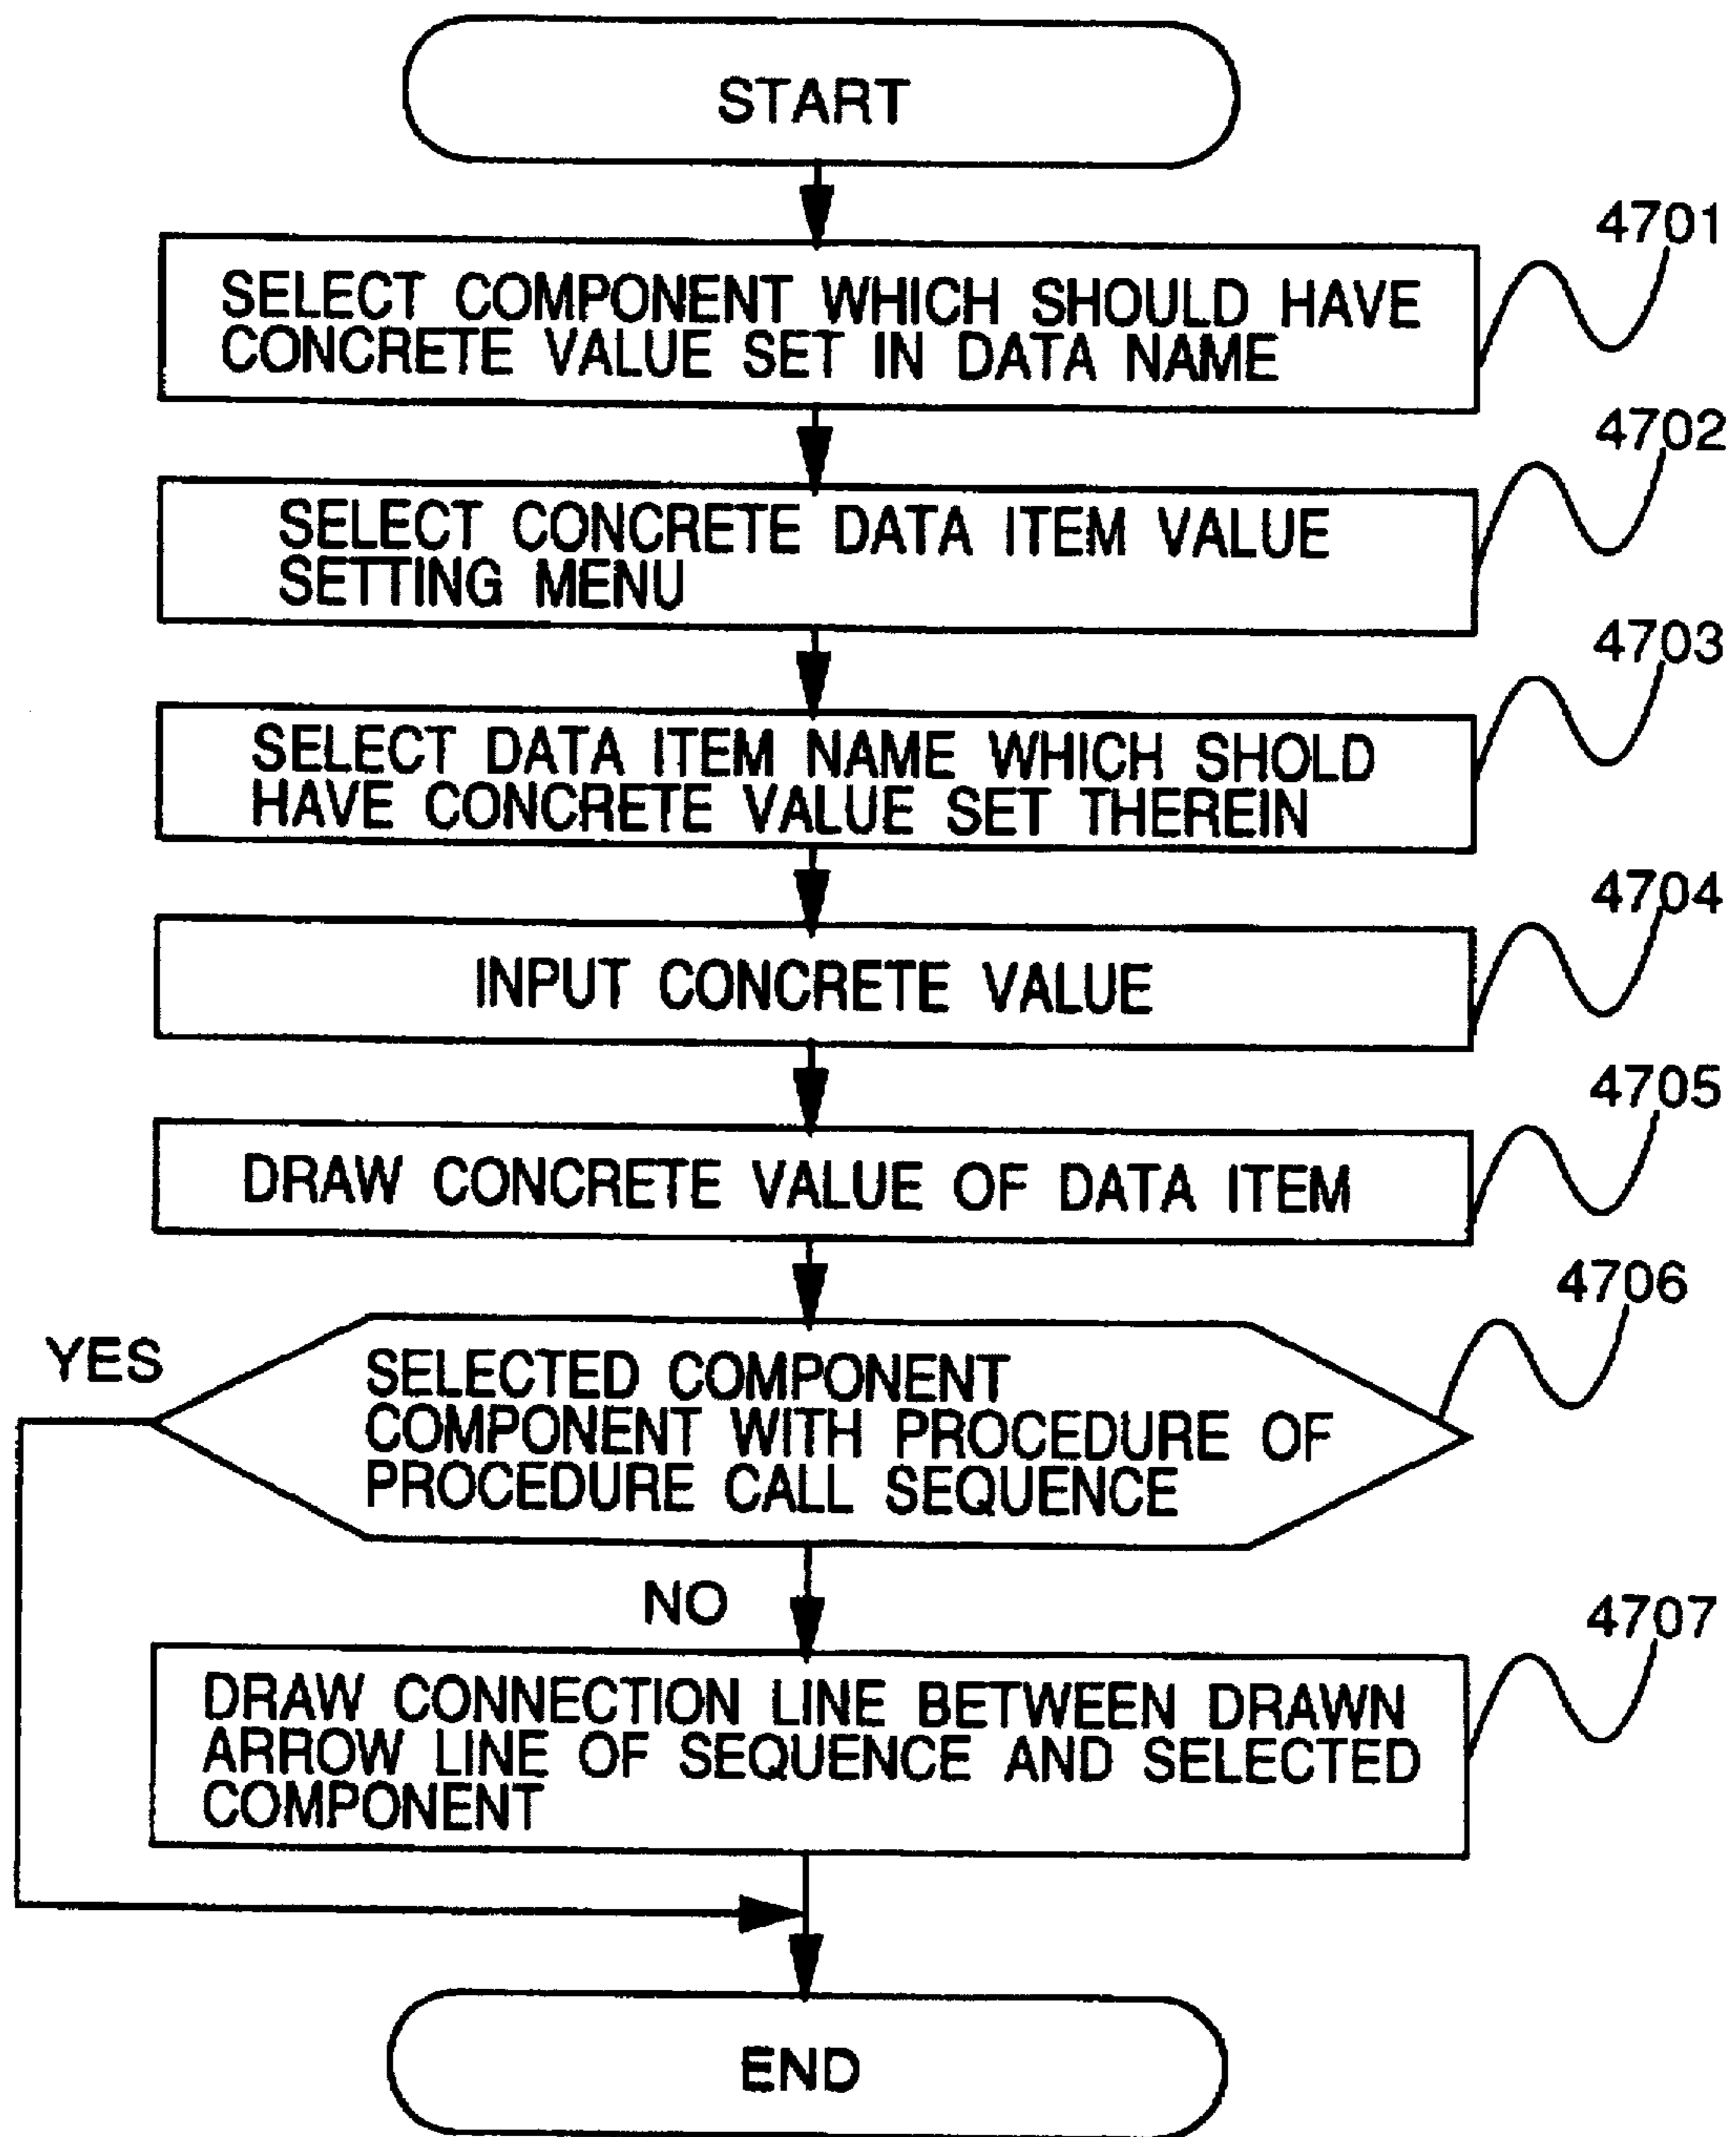 START
4701
SELECT COMPONENT WHICH SHOULD HAVE
CONCRETE VALUE SET IN DATA NAME
4702
SELECT CONCRETE DATA ITEM VALUE
SETTING MENU
4703
SELECT DATA ITEM NAME WHICH SHOLD
HAVE CONCRETE VALUE SET THEREIN
4704
INPUT CONCRETE VALUE
4705
DRAW CONCRETE VALUE OF DATA ITEM
4706
YES
SELECTED COMPONENT
COMPONENT WITH PROCEDURE OF
PROCEDURE CALL SEQUENCE
NO
4707
DRAW CONNECTION LINE BETWEEN DRAWN
ARROW LINE OF SEQUENCE AND SELECTED
COMPONENT
END